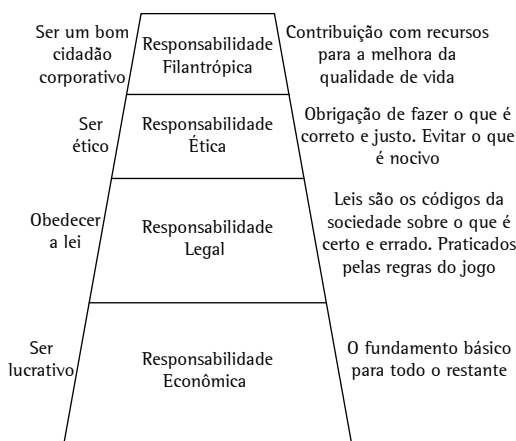 Ser um bom
cidadão
corporativo
Responsabilidade
Filantrópica
Contribuição com recursos
para a melhora da
qualidade de vida
Ser
ético
Responsabilidade
Ética
Obrigação de fazer o que é
correto e justo. Evitar o que
é nocivo
Obedecer
a lei
Responsabilidade
Legal
Leis são os códigos da
sociedade sobre o que é
certo e errado. Praticados
pelas regras do jogo
Ser
lucrativo
Responsabilidade
Econômica
O fundamento básico
para todo o restante